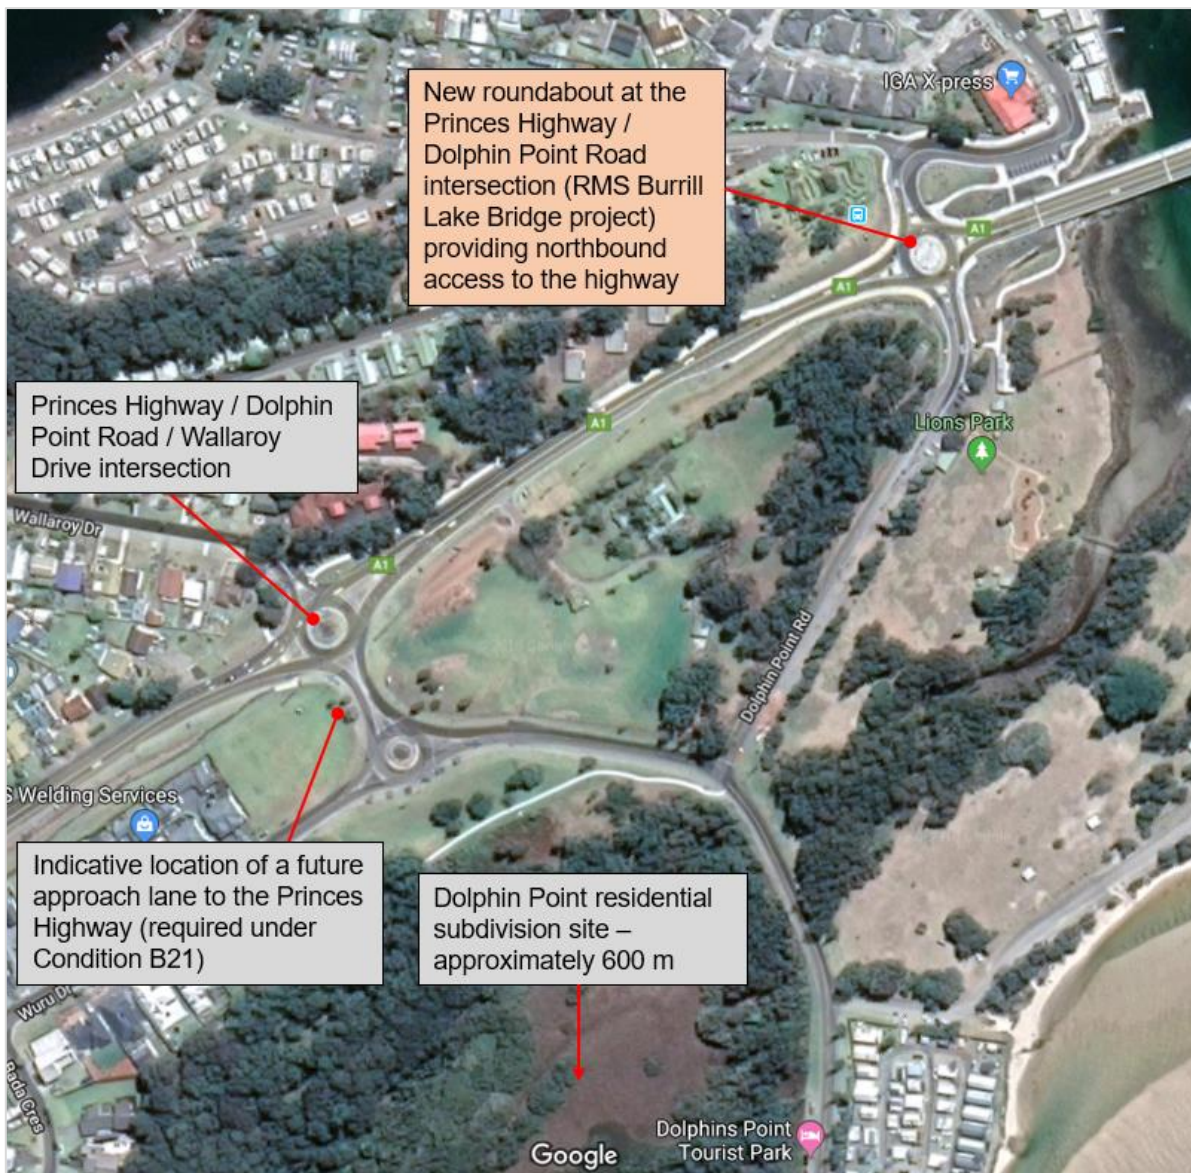 IGA X-press
New roundabout at the
Princes Highway /
Dolphin Point Road
intersection (RMS Burrill
Lake Bridge project)
providing northbound
access to the highway
A1
A1
Princes Highway / Dolphin
Point Road / Wallaroy
Drive intersection
A1
Lions Park
Wallaroy Dr
A1
Dolphin Point Rd
S Welding Services
Indicative location of a future
approach lane to the Princes
Highway (required under
Condition B21)
Dolphin Point residential
subdivision site –
approximately 600 m
Wuru Dr
Bada Cres
Dolphins Point
Tourist Park
Google